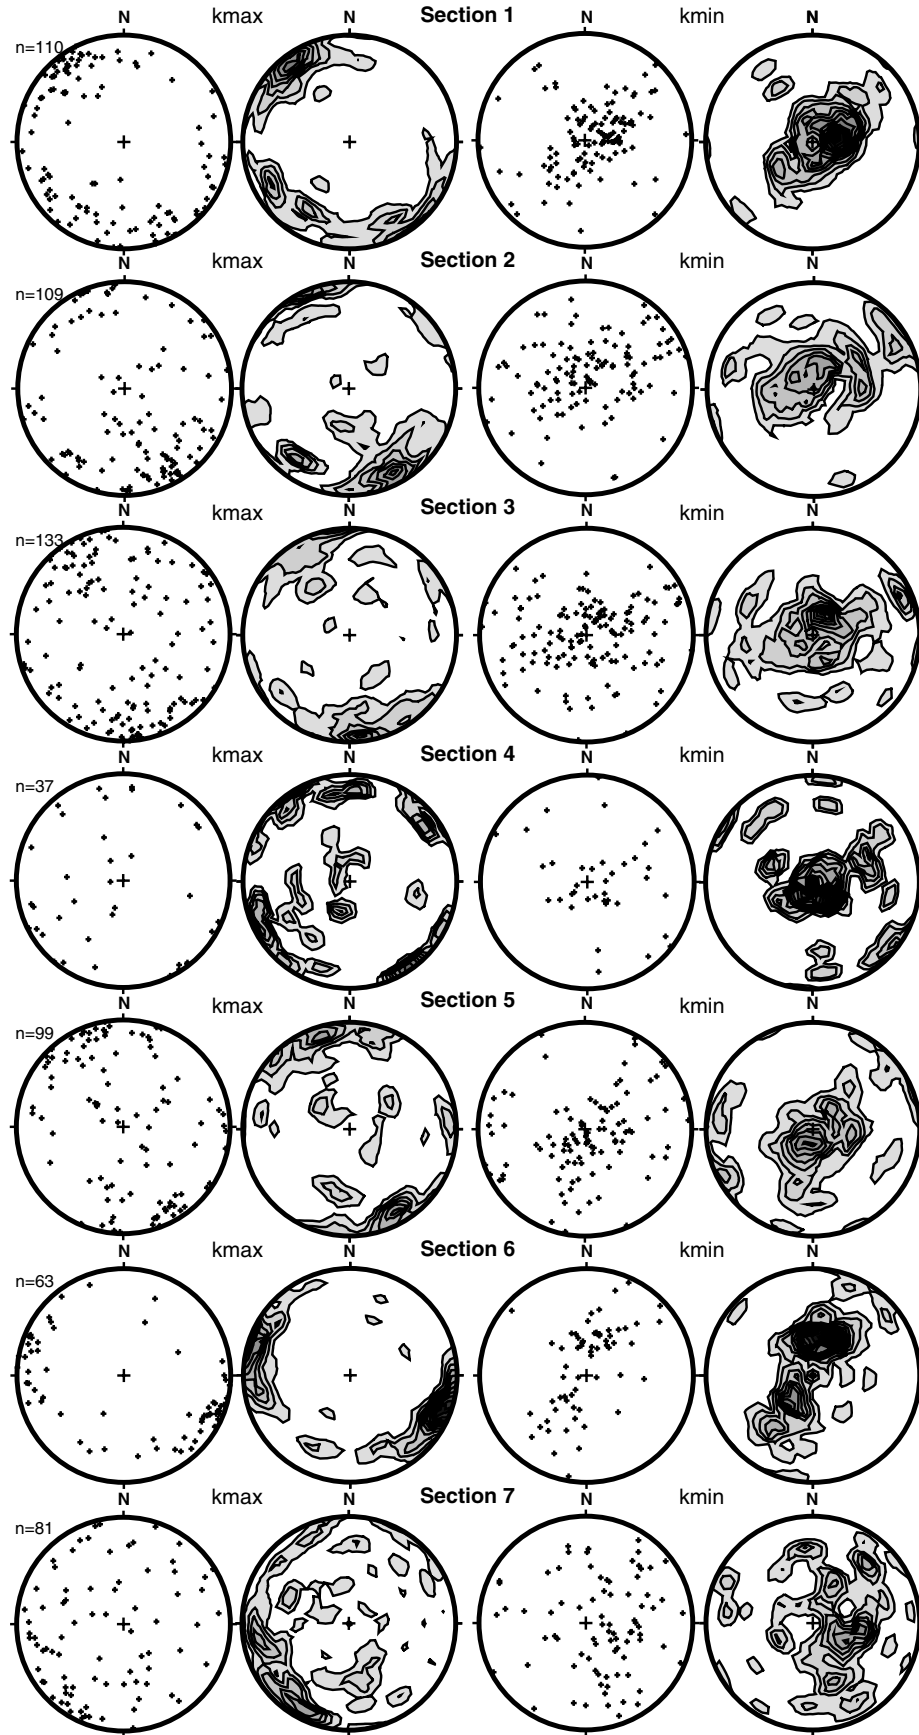 N kmax N Section 1 N kmin N
n=110
N kmax N Section 2 N kmin N
n=109
N kmax N Section 3 N kmin N
n=133
N kmax N Section 4 N kmin N
n=37
N kmax N Section 5 N kmin N
n=99
N kmax N Section 6 N kmin N
n=63
N kmax N Section 7 N kmin N
n=81